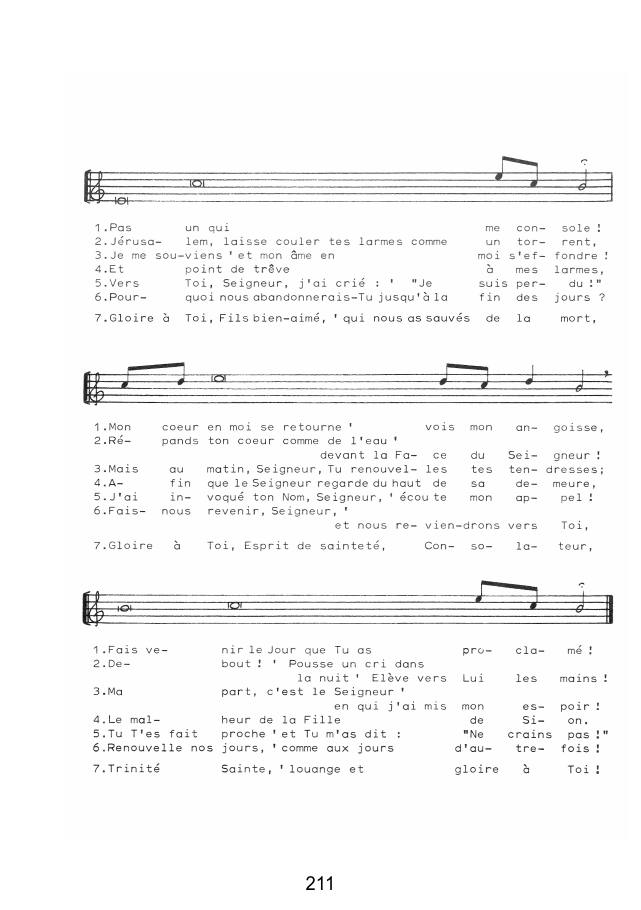 1.Pas un qui me con- sole !
2.Jérusa- lem, laisse couler tes larmes comme un tor- rent,
3.Je me sou-viens ' et mon âme en moi s'ef- fondre !
4.Et point de trêve à mes larmes,
5.Vers Toi, Seigneur, j'ai crié : ' "Je suis per- du !"
6.Pour- quoi nous abandonnerais-Tu jusqu'à la fin des jours ?
7.Gloire à Toi, Fils bien-aimé, ' qui nous as sauvés de la mort,
1.Mon coeur en moi se retourne ' vois mon an- goisse,
2.Ré- pands ton coeur comme de l'eau '
devant la Fa- ce du Sei- gneur !
3.Mais au matin, Seigneur, Tu renouvel- les tes ten- dresses;
4.A- fin que le Seigneur regarde du haut de sa de- meure,
5.J'ai in- voqué ton Nom, Seigneur, ' écoute mon ap- pel !
6.Fais- nous revenir, Seigneur, '
et nous re- vien-drons vers Toi,
7.Gloire à Toi, Esprit de sainteté, Con- so- la- teur,
1.Fais ve- nir le Jour que Tu as pro- cla- mé !
2.De- bout ! ' Pousse un cri dans
la nuit ' Elève vers Lui les mains !
3.Ma part, c'est le Seigneur '
en qui j'ai mis mon es- poir !
4.Le mal- heur de la Fille de Si- on.
5.Tu T'es fait proche ' et Tu m'as dit : "Ne crains pas !"
6.Renouvelle nos jours, ' comme aux jours d'au- tre- fois !
7.Trinité Sainte, ' louange et gloire à Toi !
211